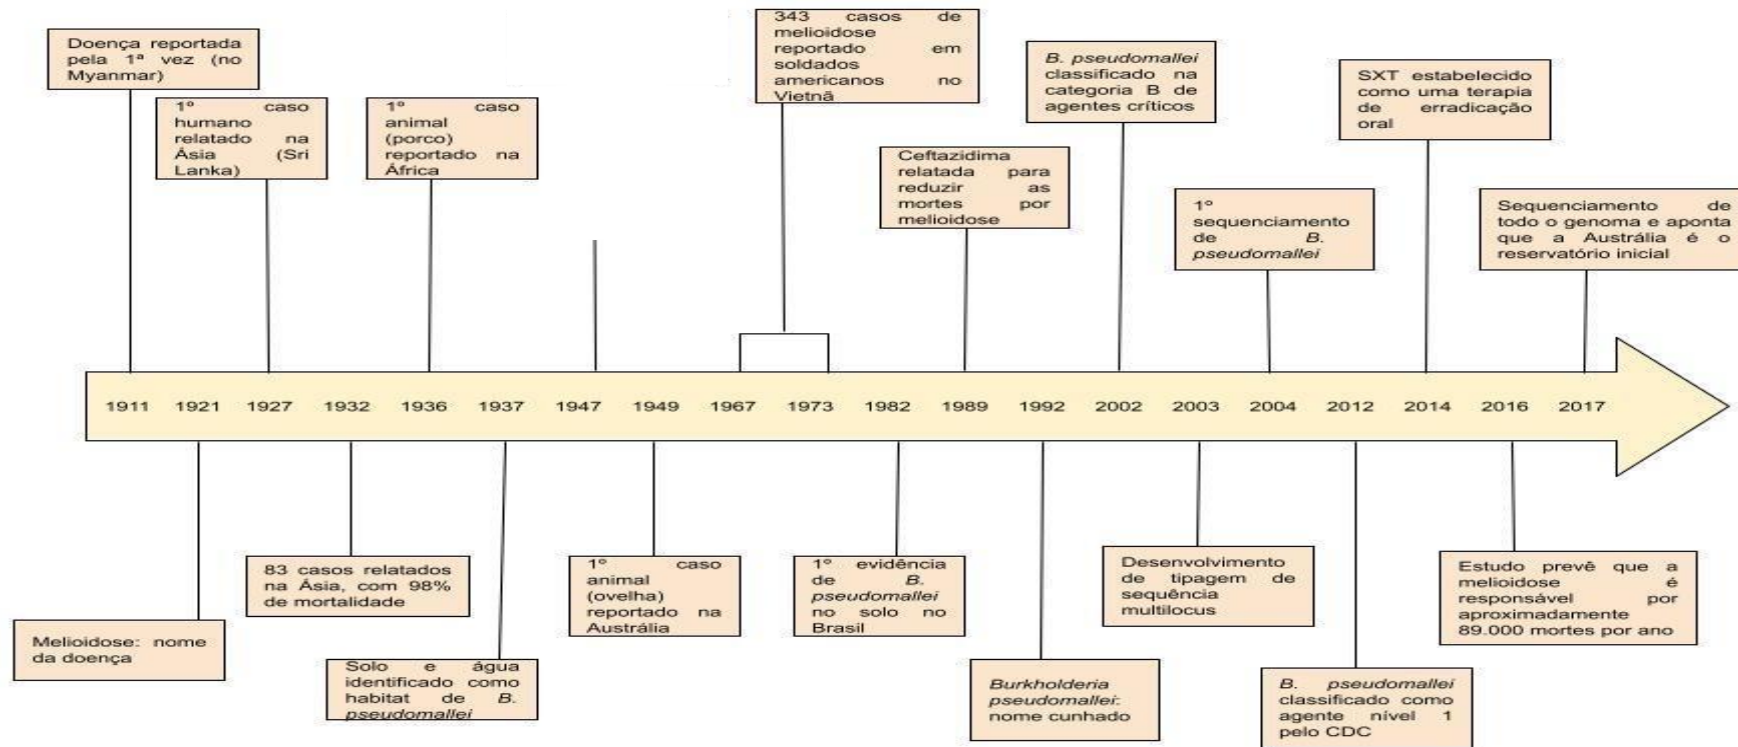 Doença reportada
pela 1ª vez (no
Myanmar)
1º caso
humano
relatado na
Ásia (Sri
Lanka)
1º caso
animal
(porco)
reportado na
África
343 casos de
melioidose
reportado em
soldados
americanos no
Vietnã
Ceftazidima
relatada para
reduzir as
mortes por
melioidose
B. pseudomallei
classificado na
categoria B de
agentes críticos
1º
sequenciamento
de B.
pseudomallei
SXT estabelecido
como uma terapia
de erradicação
oral
Sequenciamento de
todo o genoma e aponta
que a Austrália é o
reservatório inicial
1911 1921 1927 1932 1936 1937 1947 1949 1967 1973 1982 1989 1992 2002 2003 2004 2012 2014 2016 2017
Melioidose: nome
da doença
83 casos relatados
na Ásia, com 98%
de mortalidade
Solo e água
identificado como
habitat de B.
pseudomallei
1º caso
animal
(ovelha)
reportado na
Austrália
1º evidência
de B.
pseudomallei
no solo no
Brasil
Burkholderia
pseudomallei:
nome cunhado
Desenvolvimento
de tipagem de
sequência
multilocus
B. pseudomallei
classificado como
agente nível 1
pelo CDC
Estudo prevê que a
melioidose é
responsável por
aproximadamente
89.000 mortes por ano